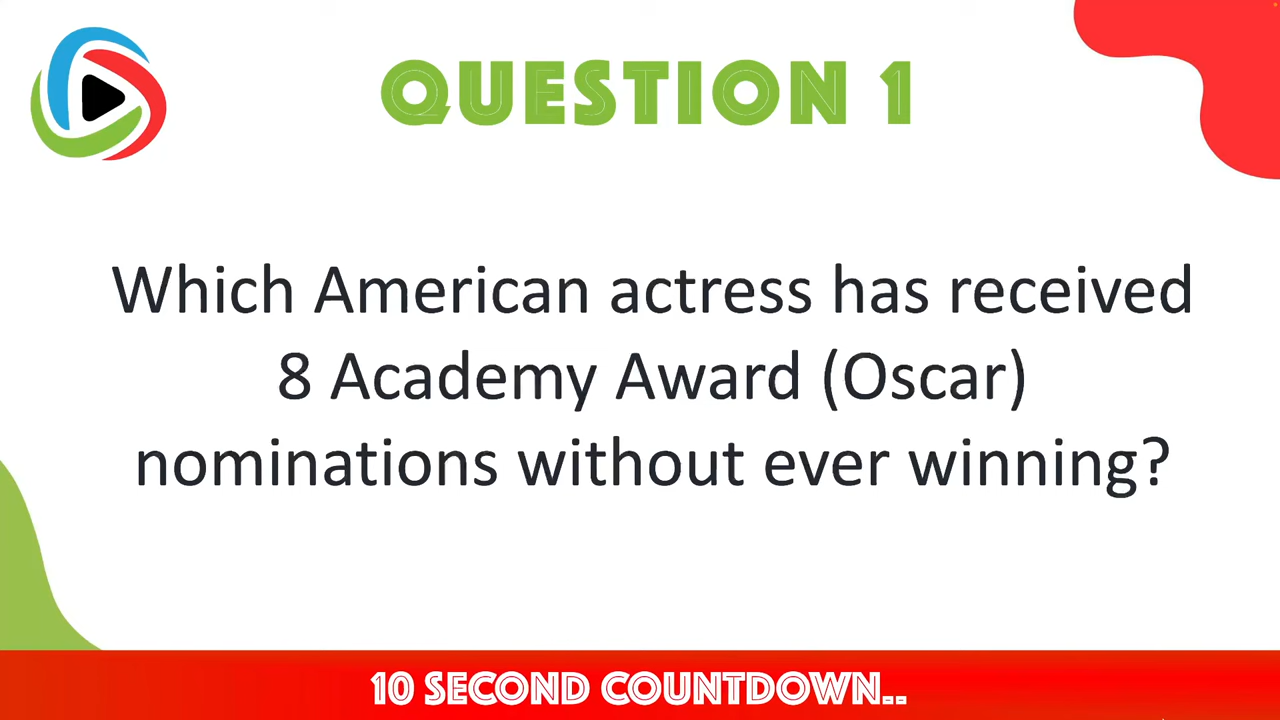 QUESTION 1
Which American actress has received
8 Academy Award (Oscar)
nominations without ever winning?
10 SECOND COUNTDOWN..